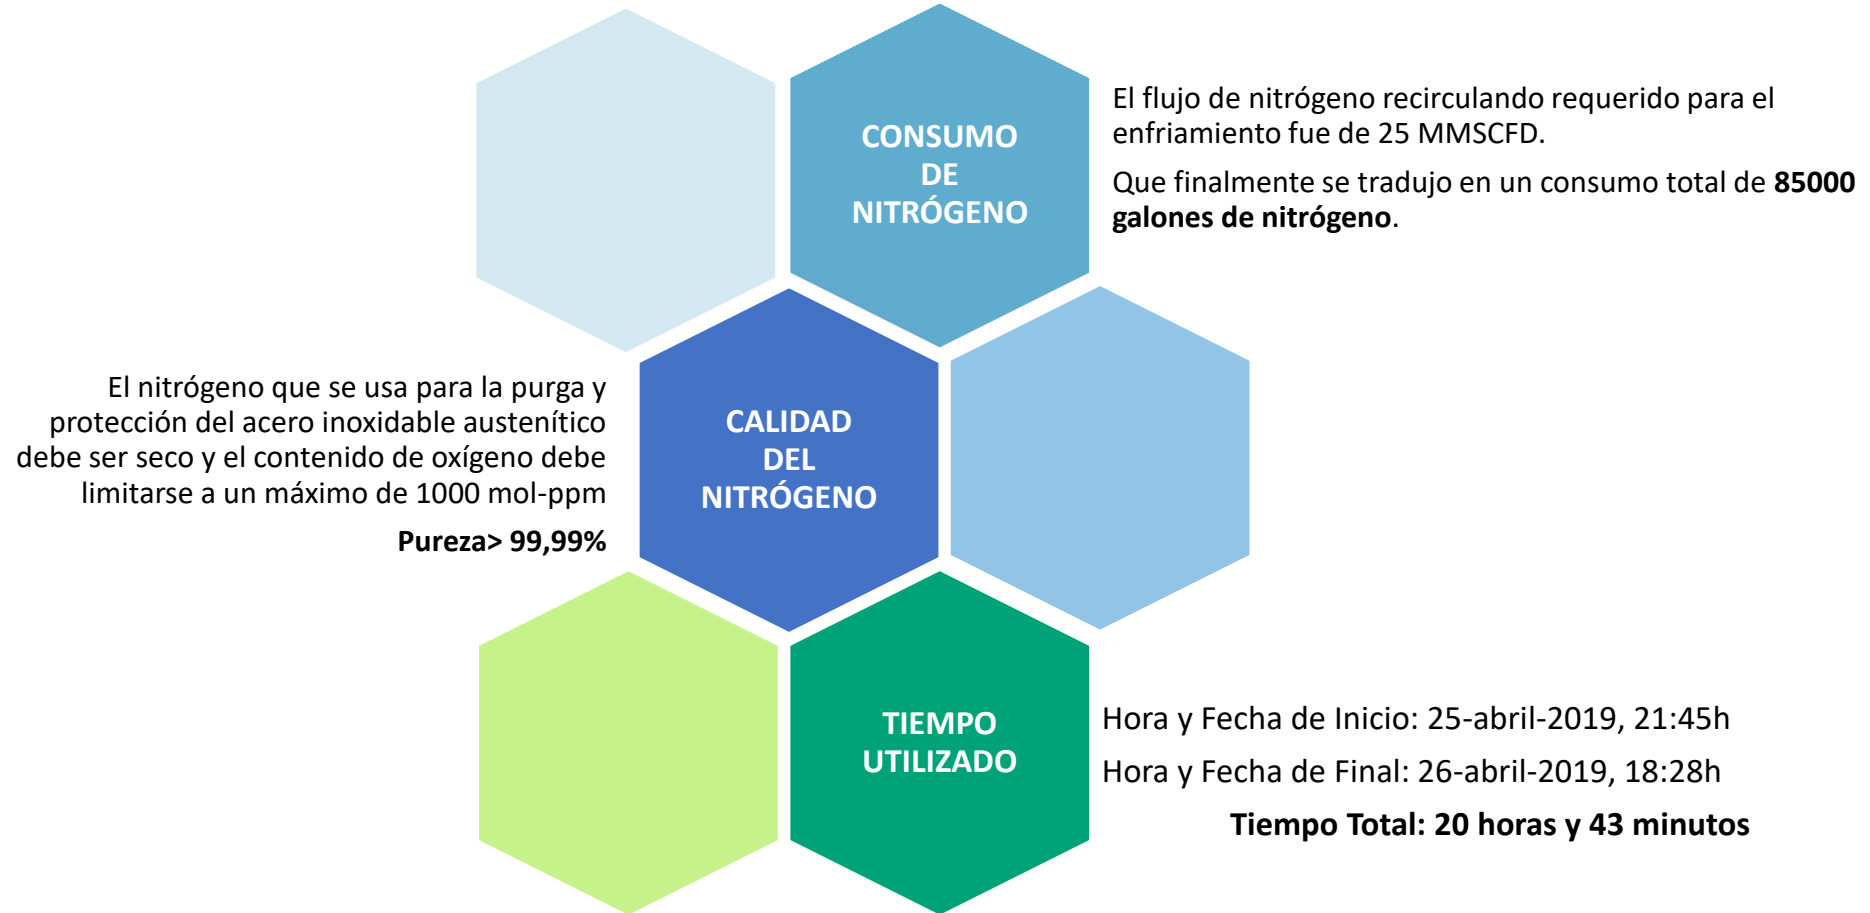 CONSUMO
DE
NITRÓGENO
El flujo de nitrógeno recirculando requerido para el
enfriamiento fue de 25 MMSCFD.
Que finalmente se tradujo en un consumo total de 85000
galones de nitrógeno.
El nitrógeno que se usa para la purga y
protección del acero inoxidable austenítico
debe ser seco y el contenido de oxígeno debe
limitarse a un máximo de 1000 mol-ppm
Pureza> 99,99%
CALIDAD
DEL
NITRÓGENO
TIEMPO
UTILIZADO
Hora y Fecha de Inicio: 25-abril-2019, 21:45h
Hora y Fecha de Final: 26-abril-2019, 18:28h
Tiempo Total: 20 horas y 43 minutos